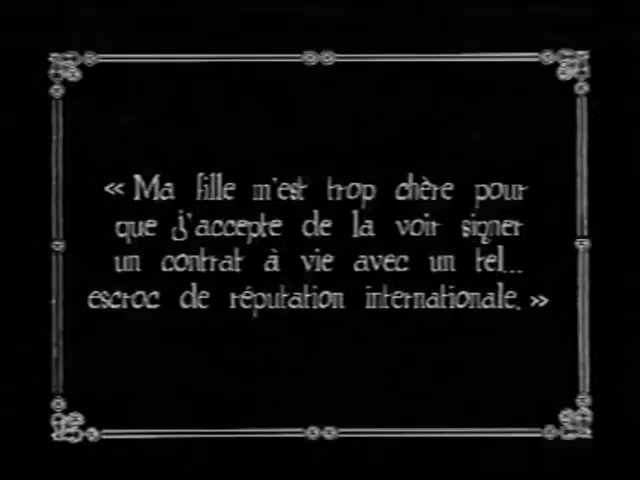 « Ma fille m'est trop chère pour
que j'accepte de la voir signer
un contrat à vie avec un tel...
escroc de réputation internationale. »